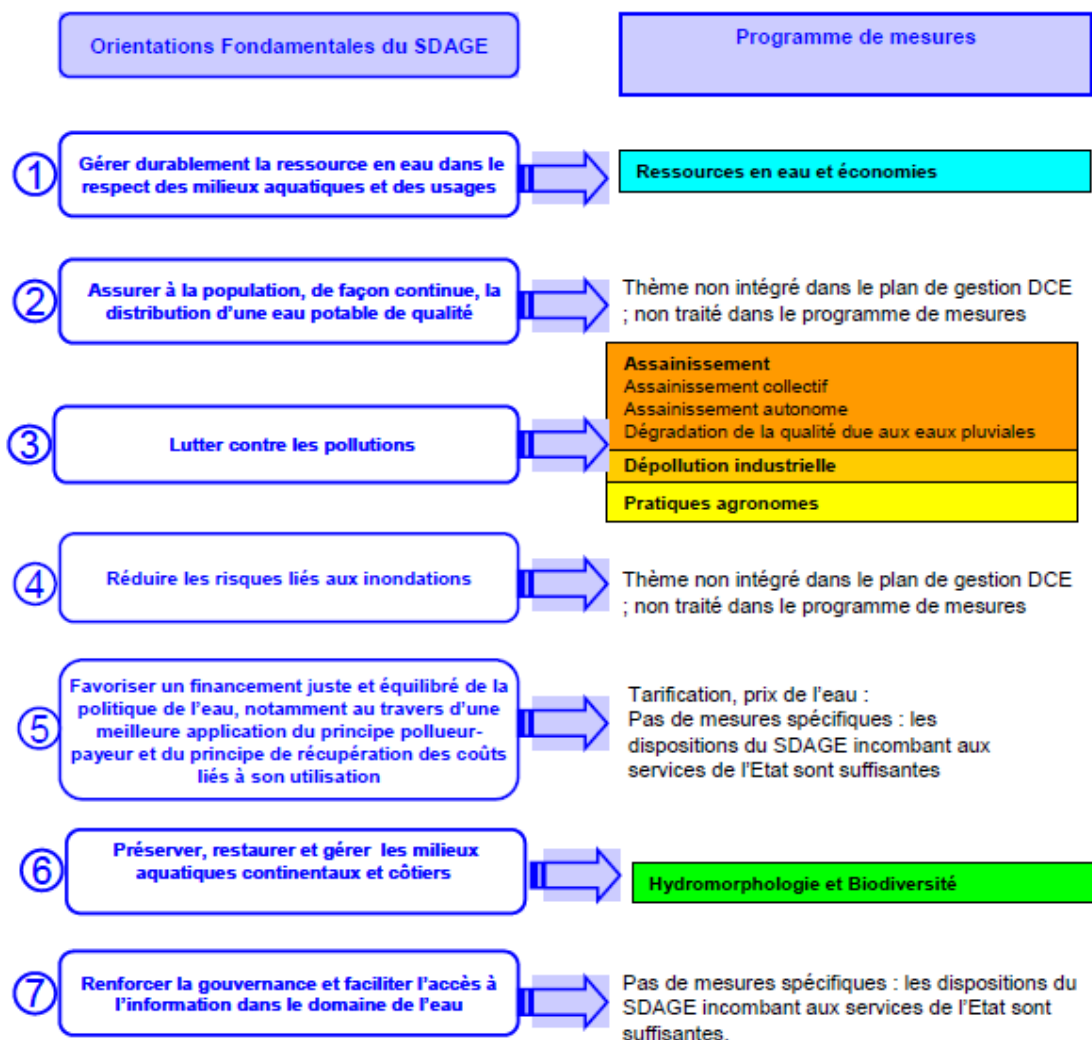 Orientations Fondamentales du SDAGE
Programme de mesures
1
Gérer durablement la ressource en eau dans le
respect des milieux aquatiques et des usages
Ressources en eau et économies
2
Assurer à la population, de façon continue, la
distribution d'une eau potable de qualité
Thème non intégré dans le plan de gestion DCE
; non traité dans le programme de mesures
3
Lutter contre les pollutions
Assainissement
Assainissement collectif
Assainissement autonome
Dégradation de la qualité due aux eaux pluviales
Dépollution industrielle
Pratiques agronomes
4
Réduire les risques liés aux inondations
Thème non intégré dans le plan de gestion DCE
; non traité dans le programme de mesures
5
Favoriser un financement juste et équilibré de la
politique de l'eau, notamment au travers d'une
meilleure application du principe pollueur-
payeur et du principe de récupération des coûts
liés à son utilisation
Tarification, prix de l'eau :
Pas de mesures spécifiques : les
dispositions du SDAGE incombant aux
services de l'Etat sont suffisantes
6
Préserver, restaurer et gérer les milieux
aquatiques continentaux et côtiers
Hydromorphologie et Biodiversité
7
Renforcer la gouvernance et faciliter l'accès à
l'information dans le domaine de l'eau
Pas de mesures spécifiques : les dispositions du
SDAGE incombant aux services de l'Etat sont
suffisantes.